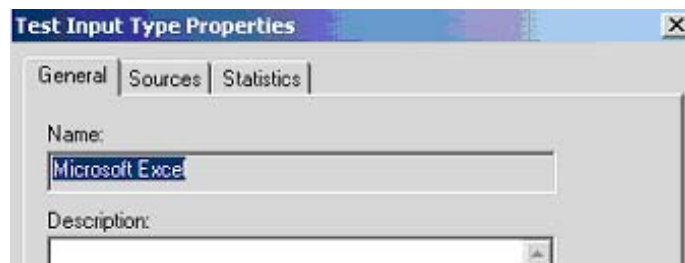 Test Input Type Properties
General Sources Statistics
Name:
Microsoft Excel
Description: